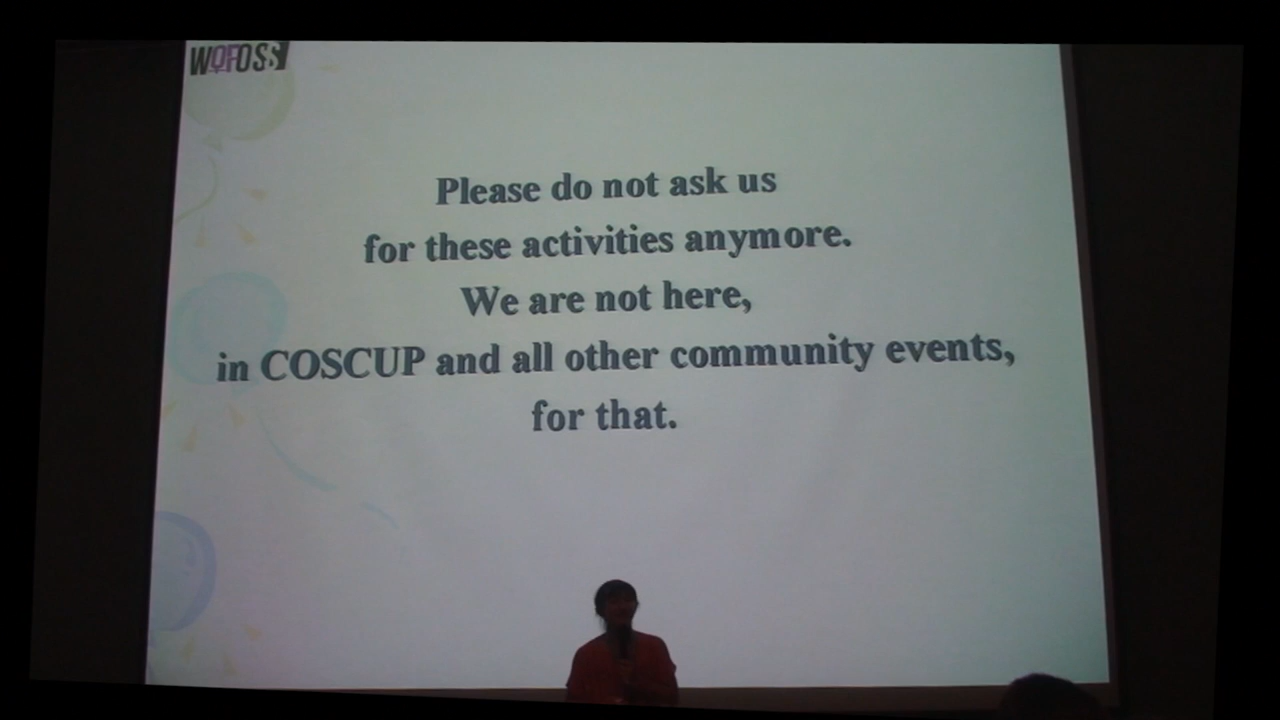 WOFOSS
Please do not ask us
for these activities anymore.
We are not here,
in COSCUP and all other community events,
for that.